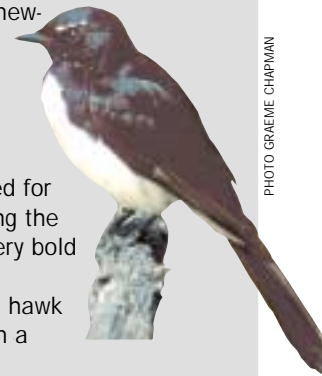 new-
ed for
ng the
ery bold
hawk
n a
PHOTO GRAEME CHAPMAN